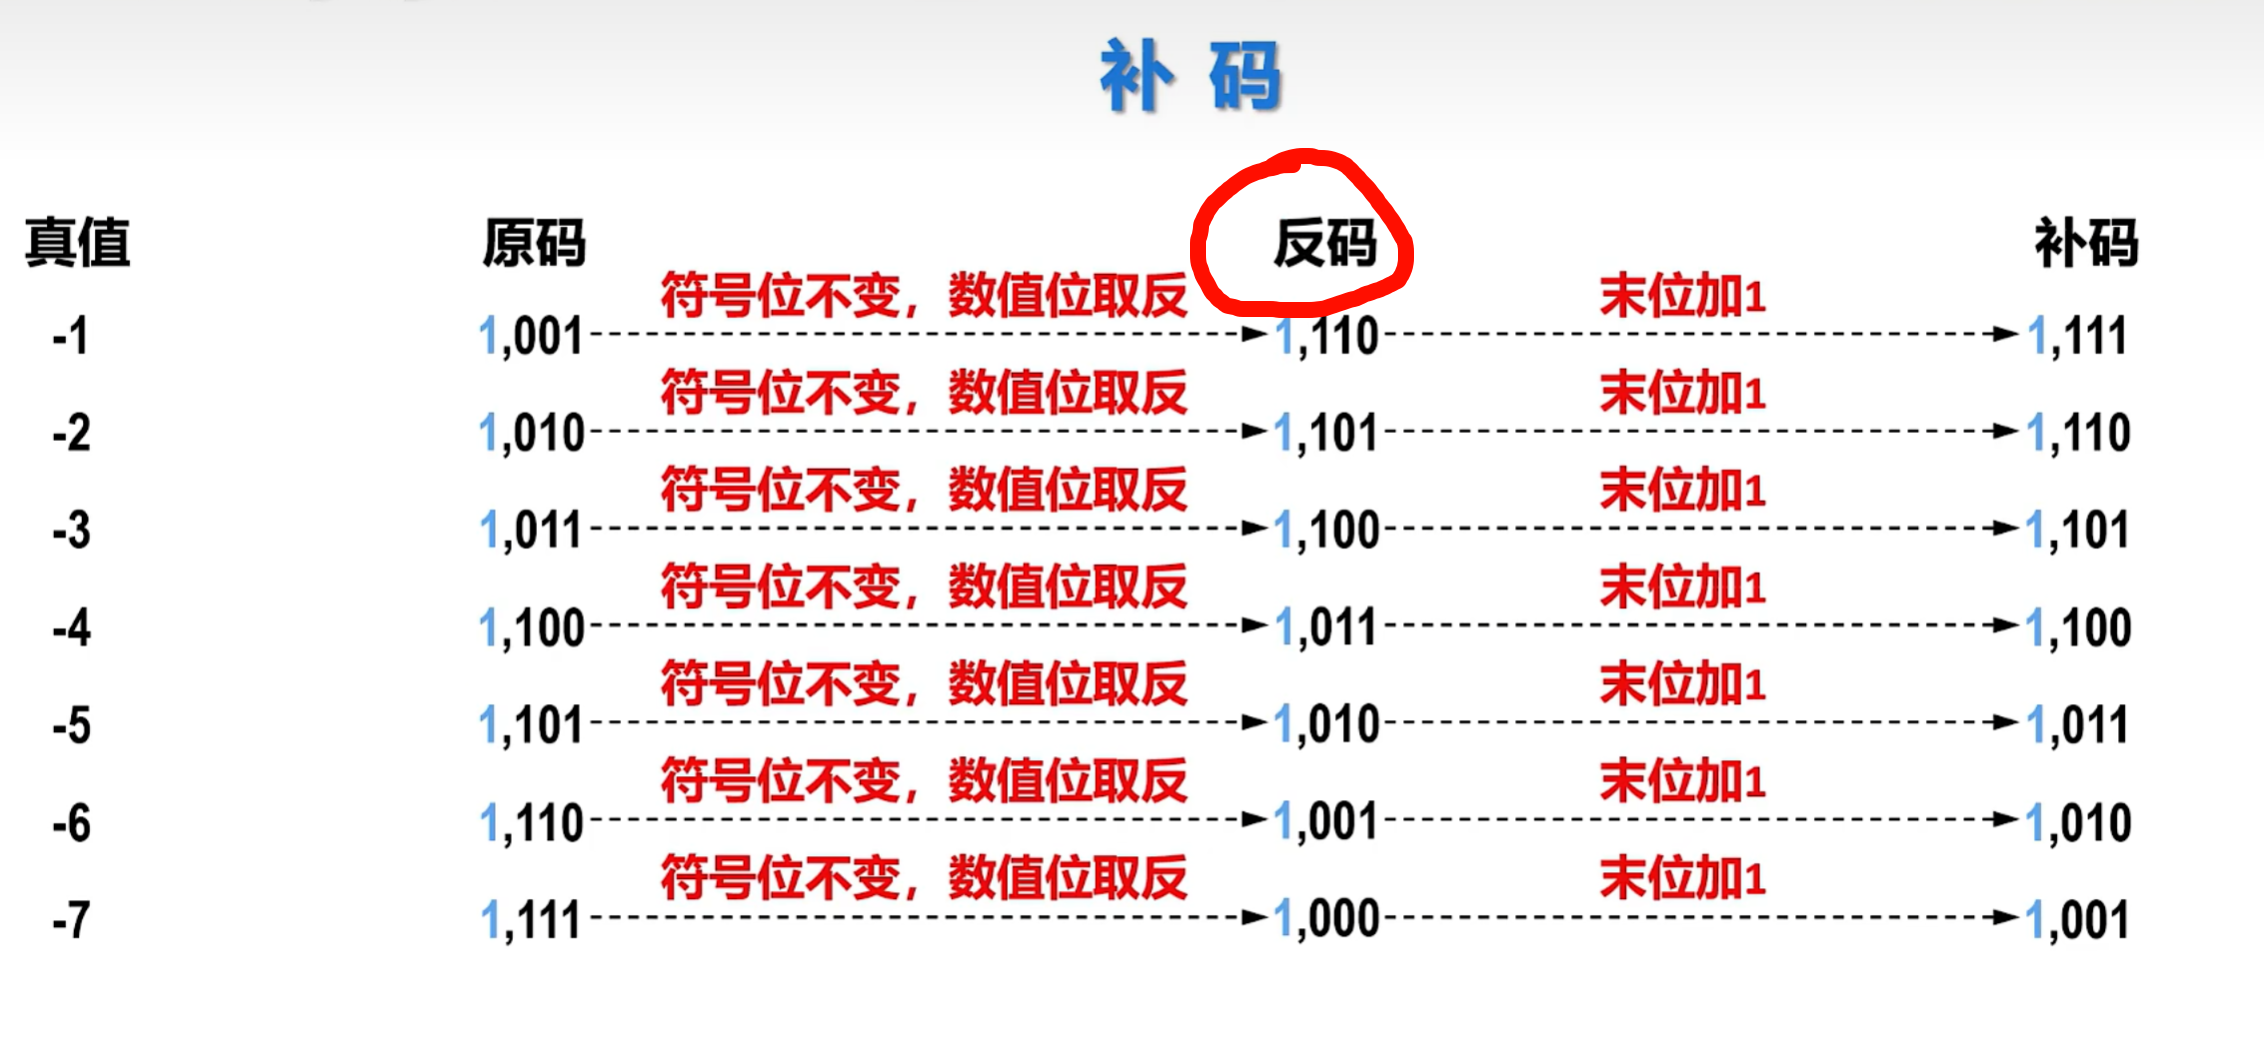 补 码
真值 原码 反码 补码
符号位不变，数值位取反 末位加1
-1 1,001 1,110 1,111
符号位不变，数值位取反 末位加1
-2 1,010 1,101 1,110
符号位不变，数值位取反 末位加1
-3 1,011 1,100 1,101
符号位不变，数值位取反 末位加1
-4 1,100 1,011 1,100
符号位不变，数值位取反 末位加1
-5 1,101 1,010 1,011
符号位不变，数值位取反 末位加1
-6 1,110 1,001 1,010
符号位不变，数值位取反 末位加1
-7 1,111 1,000 1,001